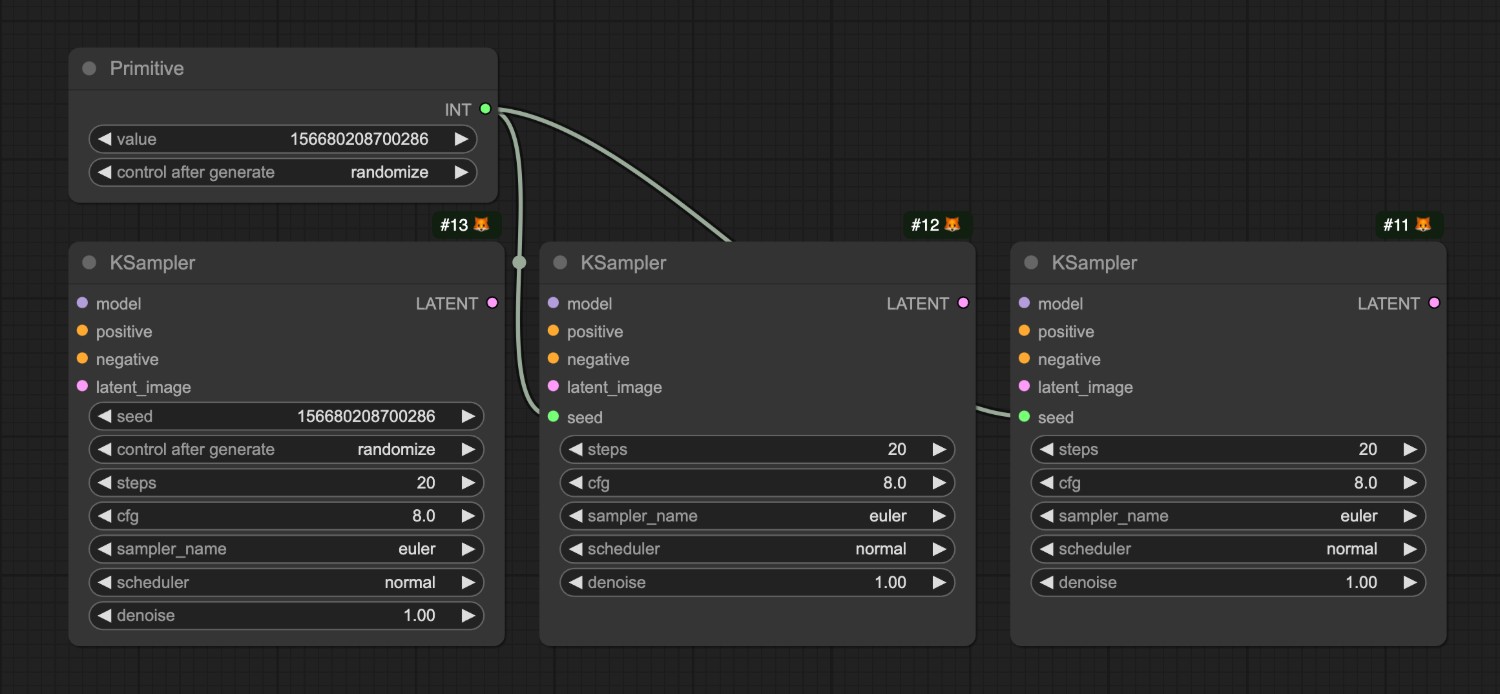 Primitive
INT
value 156680208700286
control after generate randomize
#13
KSampler
model LATENT
positive
negative
latent_image
seed 156680208700286
control after generate randomize
steps 20
cfg 8.0
sampler_name euler
scheduler normal
denoise 1.00
#12
KSampler
model LATENT
positive
negative
latent_image
seed
steps 20
cfg 8.0
sampler_name euler
scheduler normal
denoise 1.00
#11
KSampler
model LATENT
positive
negative
latent_image
seed
steps 20
cfg 8.0
sampler_name euler
scheduler normal
denoise 1.00